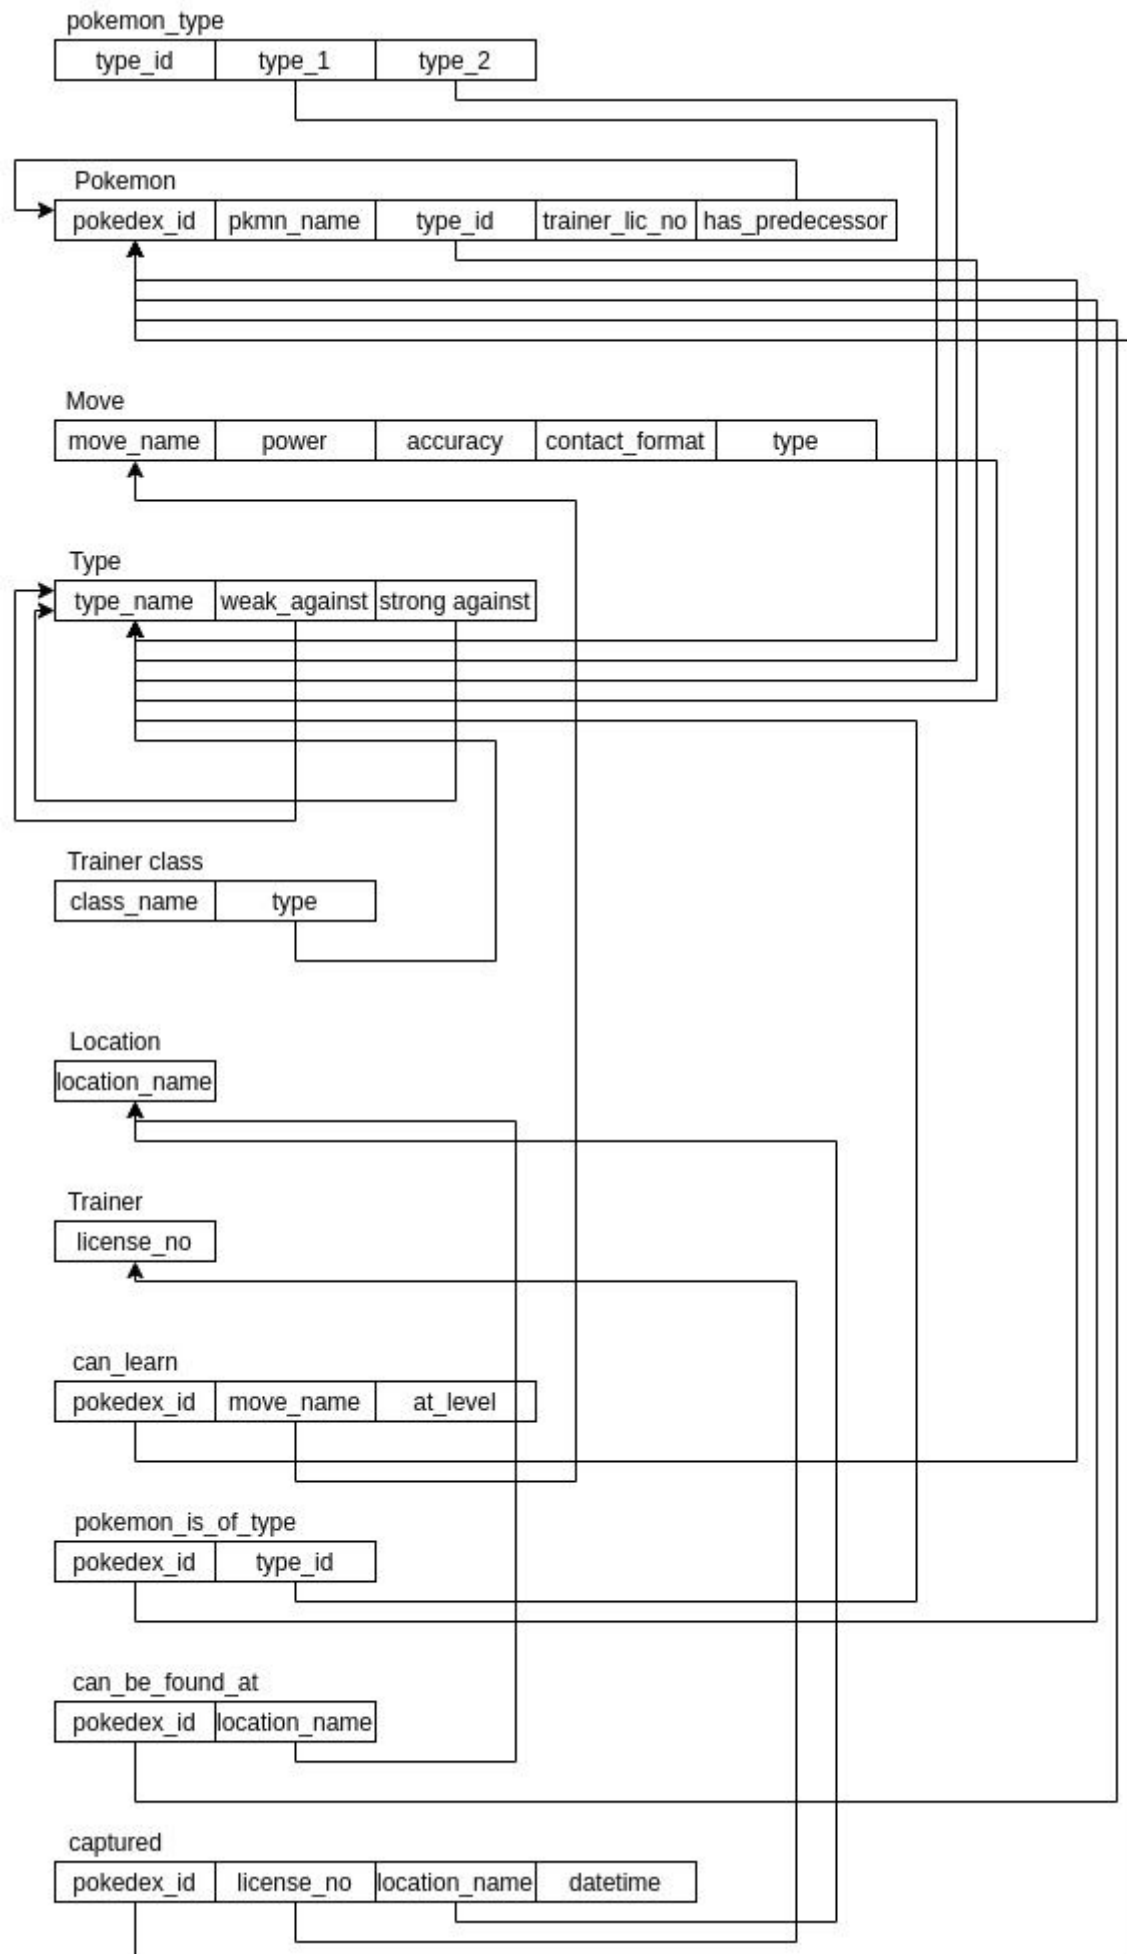 pokemon_type
type_id type_1 type_2
Pokemon
pokedex_id pkmn_name type_id trainer_lic_no has_predecessor
Move
move_name power accuracy contact_format type
Type
type_name weak_against strong against
Trainer class
class_name type
Location
location_name
Trainer
license_no
can_learn
pokedex_id move_name at_level
pokemon_is_of_type
pokedex_id type_id
can_be_found_at
pokedex_id location_name
captured
pokedex_id license_no location_name datetime